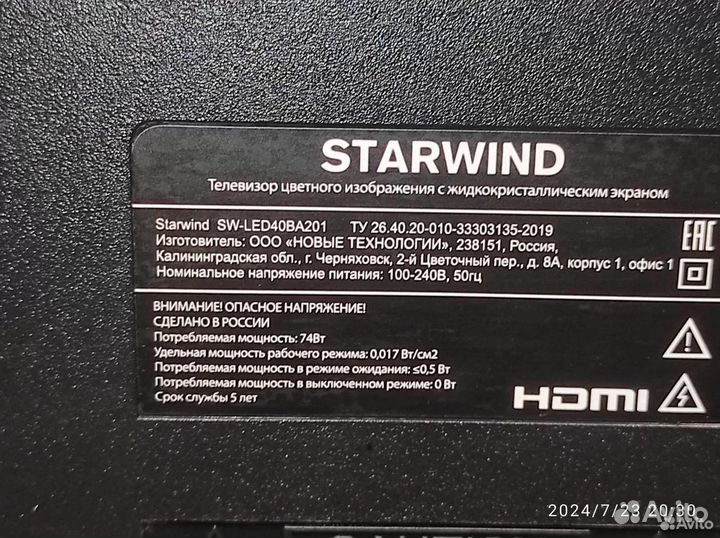 STARWIND
Телевизор цветного изображения с жидкокристаллическим экраном
Starwind SW-LED40BA201 ТУ 26.40.20-010-33303135-2019
Изготовитель: ООО «НОВЫЕ ТЕХНОЛОГИИ», 238151, Россия,
Калининградская обл., г. Черняховск, 2-й Цветочный пер., д. 8А, корпус 1, офис 1
Номинальное напряжение питания: 100-240В, 50гц
EAC
ВНИМАНИЕ! ОПАСНОЕ НАПРЯЖЕНИЕ!
СДЕЛАНО В РОССИИ
Потребляемая мощность: 74Вт
Удельная мощность рабочего режима: 0,017 Вт/см2
Потребляемая мощность в режиме ожидания: ≤0,5 Вт
Потребляемая мощность в выключенном режиме: 0 Вт
Срок службы 5 лет
HDMI
2024/7/23 20:30
Avito
Avito